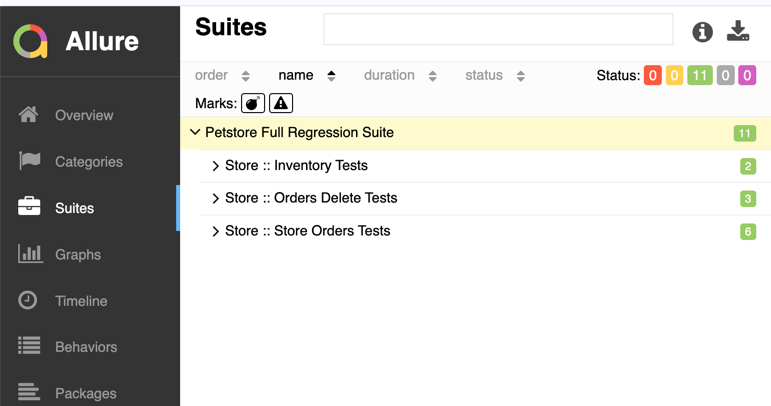 Allure
Overview
Categories
Suites
Graphs
Timeline
Behaviors
Packages
Suites
order name duration status Status: 0 0 11 0 0
Marks:
Petstore Full Regression Suite 11
Store :: Inventory Tests 2
Store :: Orders Delete Tests 3
Store :: Store Orders Tests 6